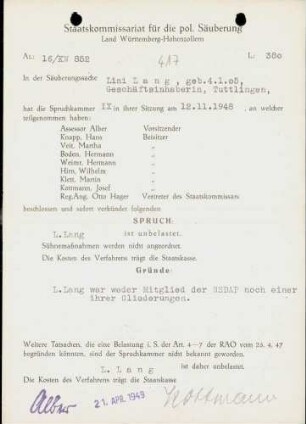 Staatskommissariat für die pol. Säuberung
Land Württemberg-Hohenzollern
Az: 16/KN 852 417 L: 380
In der Säuberungssache Lini Lang, geb.4.1.05,
Geschäftsinhaberin, Tuttlingen,
hat die Spruchkammer IX in ihrer Sitzung am 12.11.1948, an welcher
teilgenommen haben:
Assessor Alber Vorsitzender
Knapp, Hans Beisitzer
Veit, Martha "
Boden, Hermann "
Weizer, Hermann "
Hirn, Wilhelm "
Klett, Martin "
Kottmann, Josef "
Reg.Ang. Otto Hager Vertreter des Staatskommissars
beschlossen und sofort verkündet folgenden
SPRUCH:
L.Lang ist unbelastet.
Sühnemaßnahmen werden nicht angeordnet.
Die Kosten des Verfahrens trägt die Staatskasse.
Gründe:
L.Lang war weder Mitglied der NSDAP noch einer
ihrer Gliederungen.
Weitere Tatsachen, die eine Belastung i. S. der Art. 4—7 der RAO vom 24. 4. 47
begründen könnten, sind der Spruchkammer nicht bekannt geworden.
L. Lang ist daher unbelastet.
Die Kosten des Verfahrens trägt die Staatskasse
Alber 21. APR. 1949 Kottmann